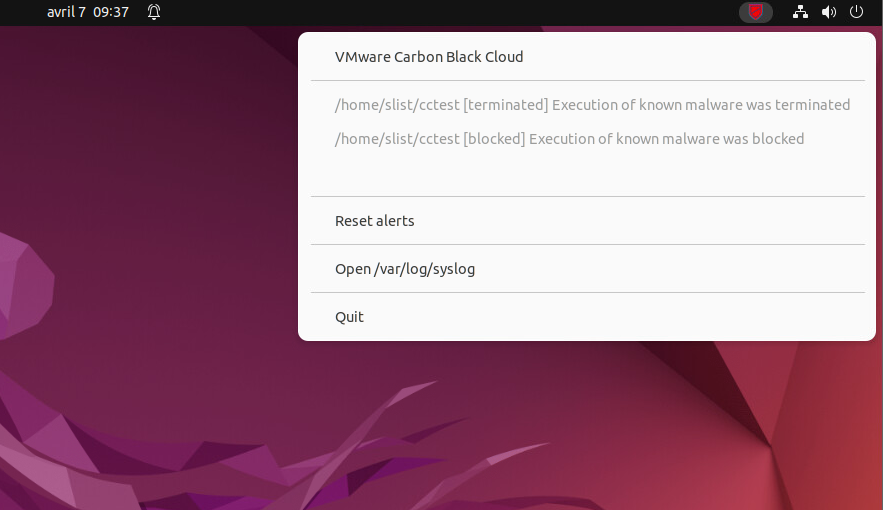 avril 7 09:37
VMware Carbon Black Cloud
/home/slist/cctest [terminated] Execution of known malware was terminated
/home/slist/cctest [blocked] Execution of known malware was blocked
Reset alerts
Open /var/log/syslog
Quit